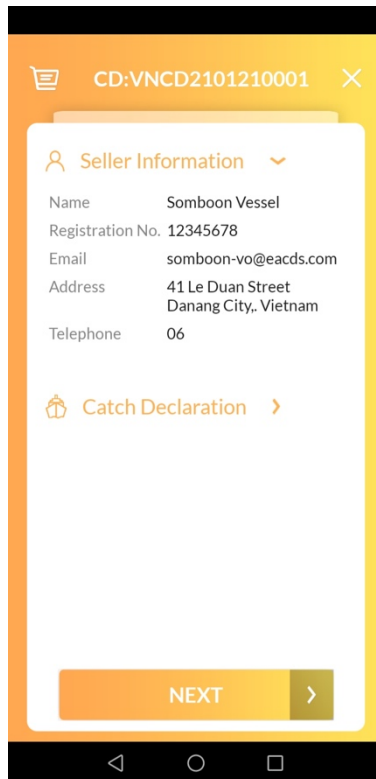 CD:VNCD2101210001
Seller Information
Name Somboon Vessel
Registration No. 12345678
Email somboon-vo@eacds.com
Address 41 Le Duan Street
Danang City,. Vietnam
Telephone 06
Catch Declaration
NEXT